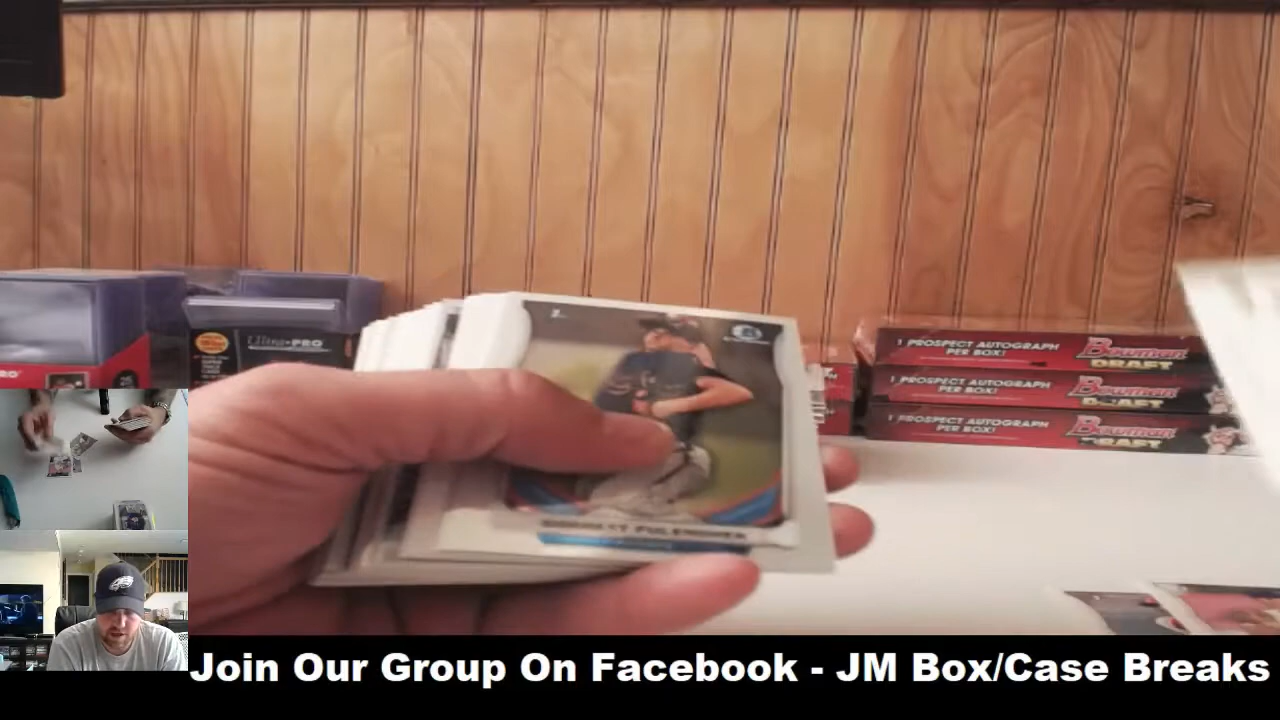 Ultra-PRO
25
1 PROSPECT AUTOGRAPH
PER BOX!
Bowman
DRAFT
1 PROSPECT AUTOGRAPH
PER BOX!
Bowman
DRAFT
1 PROSPECT AUTOGRAPH
PER BOX!
Bowman
DRAFT
Join Our Group On Facebook - JM Box/Case Breaks